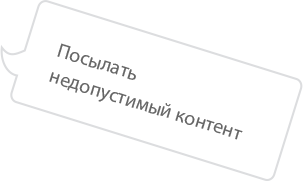 Посылать
недопустимый контент